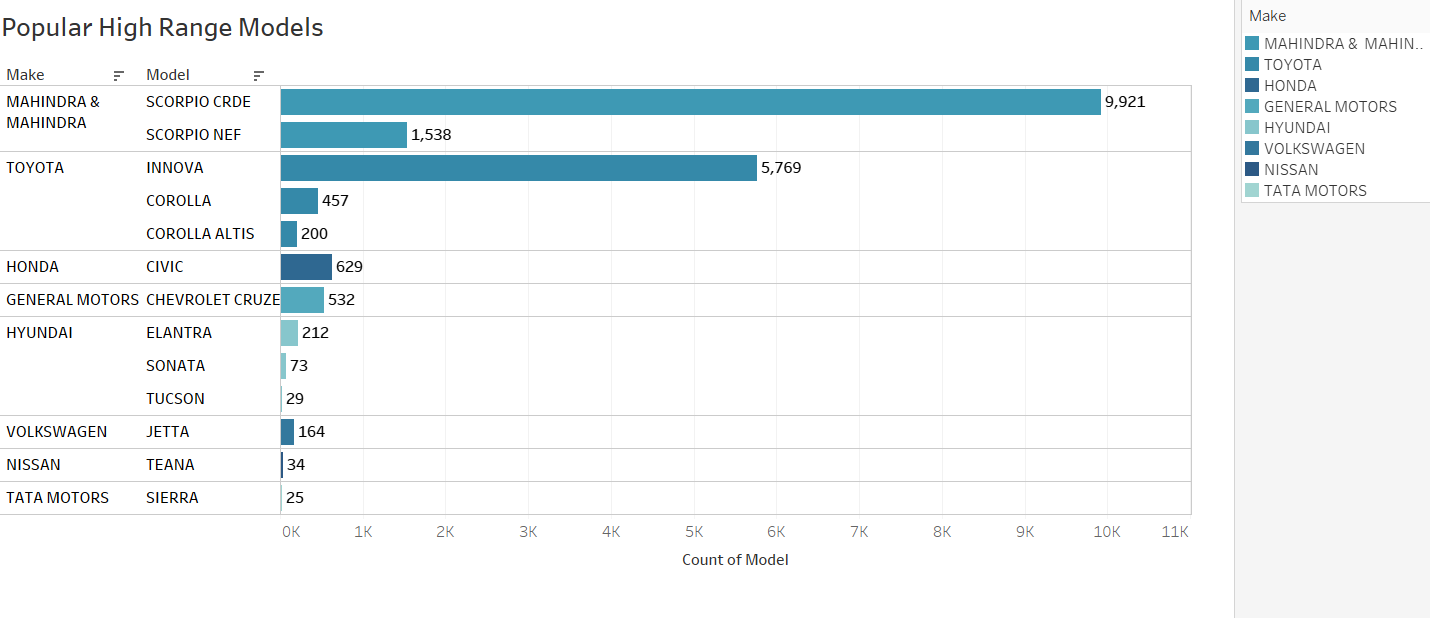 Popular High Range Models
Make
Model
MAHINDRA &
MAHINDRA
SCORPIO CRDE
9,921
SCORPIO NEF
1,538
TOYOTA
INNOVA
5,769
COROLLA
457
COROLLA ALTIS
200
HONDA
CIVIC
629
GENERAL MOTORS
CHEVROLET CRUZE
532
HYUNDAI
ELANTRA
212
SONATA
73
TUCSON
29
VOLKSWAGEN
JETTA
164
NISSAN
TEANA
34
TATA MOTORS
SIERRA
25
0K 1K 2K 3K 4K 5K 6K 7K 8K 9K 10K 11K
Count of Model
Make
MAHINDRA & MAHIN..
TOYOTA
HONDA
GENERAL MOTORS
HYUNDAI
VOLKSWAGEN
NISSAN
TATA MOTORS